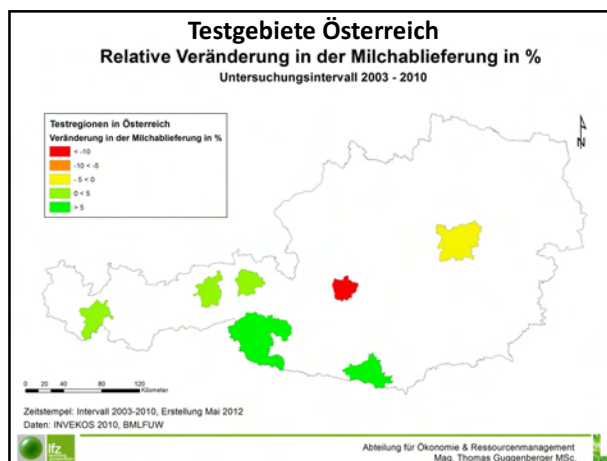 Testgebiete Österreich
Relative Veränderung in der Milchablieferung in %
Untersuchungsintervall 2003 - 2010
Testregionen in Österreich
Veränderung in der Milchablieferung in %
< -10
-10 < -5
- 5 < 0
0 < 5
> 5
N
0 20 40 80 120
Kilometer
Zeitstempel: Intervall 2003-2010, Erstellung Mai 2012
Daten: INVEKOS 2010, BMLFUW
lfz
Abteilung für Ökonomie & Ressourcenmanagement
Mag. Thomas Guggenberger MSc.